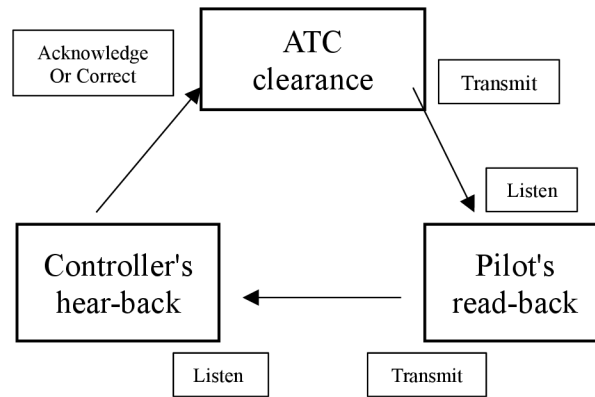 Acknowledge
Or Correct
ATC
clearance
Transmit
Listen
Controller's
hear-back
Pilot's
read-back
Listen
Transmit